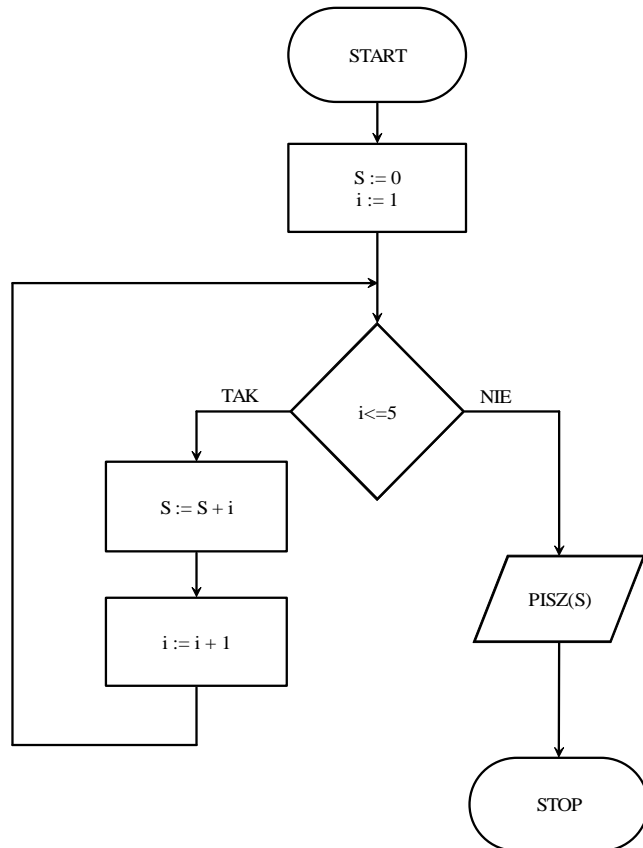 START
S := 0
i := 1
i<=5
TAK
NIE
S := S + i
i := i + 1
PISZ(S)
STOP